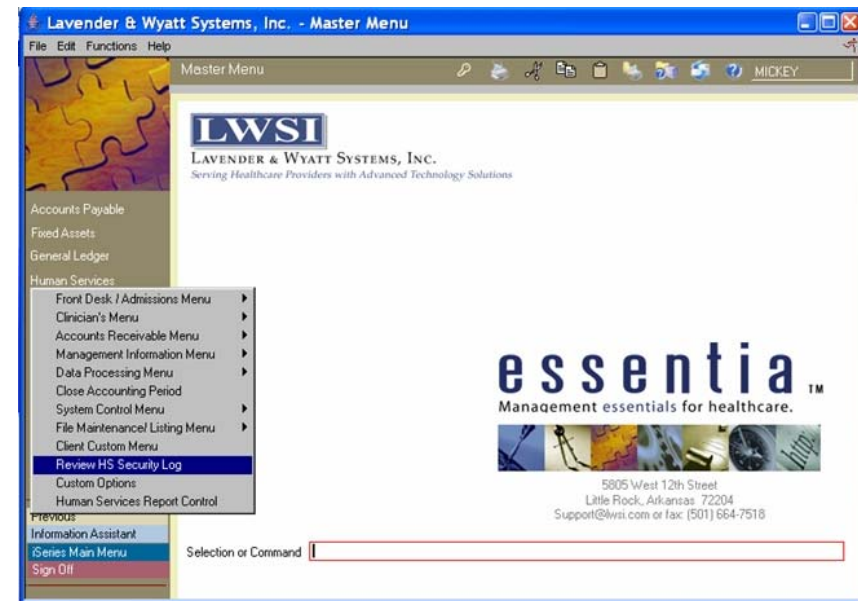 Lavender & Wyatt Systems, Inc. - Master Menu
File Edit Functions Help
Master Menu
MICKEY
LWSI
LAVENDER & WYATT SYSTEMS, INC.
Serving Healthcare Providers with Advanced Technology Solutions
Accounts Payable
Fixed Assets
General Ledger
Human Services
Front Desk / Admissions Menu
Clinician's Menu
Accounts Receivable Menu
Management Information Menu
Data Processing Menu
Close Accounting Period
System Control Menu
File Maintenance/ Listing Menu
Client Custom Menu
Review HS Security Log
Custom Options
Human Services Report Control
Previous
Information Assistant
iSeries Main Menu
Sign Off
essentia TM
Management essentials for healthcare.
http:
5805 West 12th Street
Little Rock, Arkansas 72204
Support@lwsi.com or fax: (501) 664-7518
Selection or Command